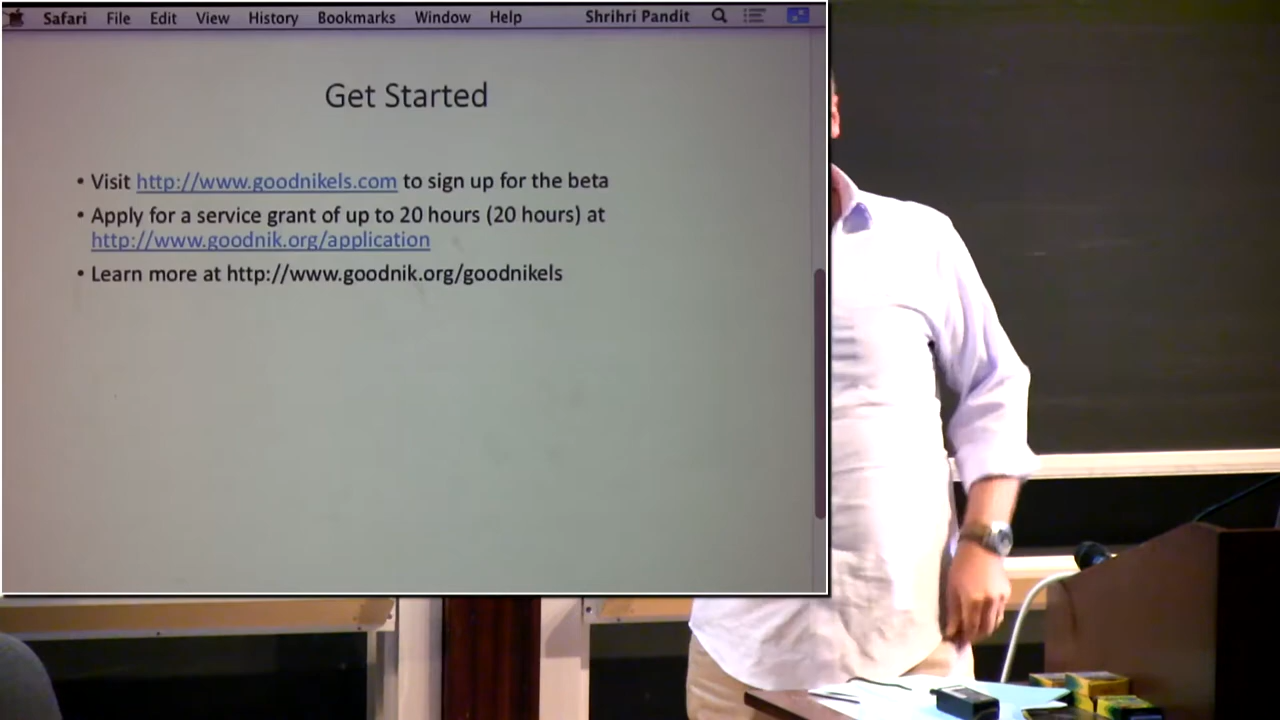 Safari File Edit View History Bookmarks Window Help Shrihri Pandit
Get Started
• Visit http://www.goodnikels.com to sign up for the beta
• Apply for a service grant of up to 20 hours (20 hours) at
http://www.goodnik.org/application
• Learn more at http://www.goodnik.org/goodnikels